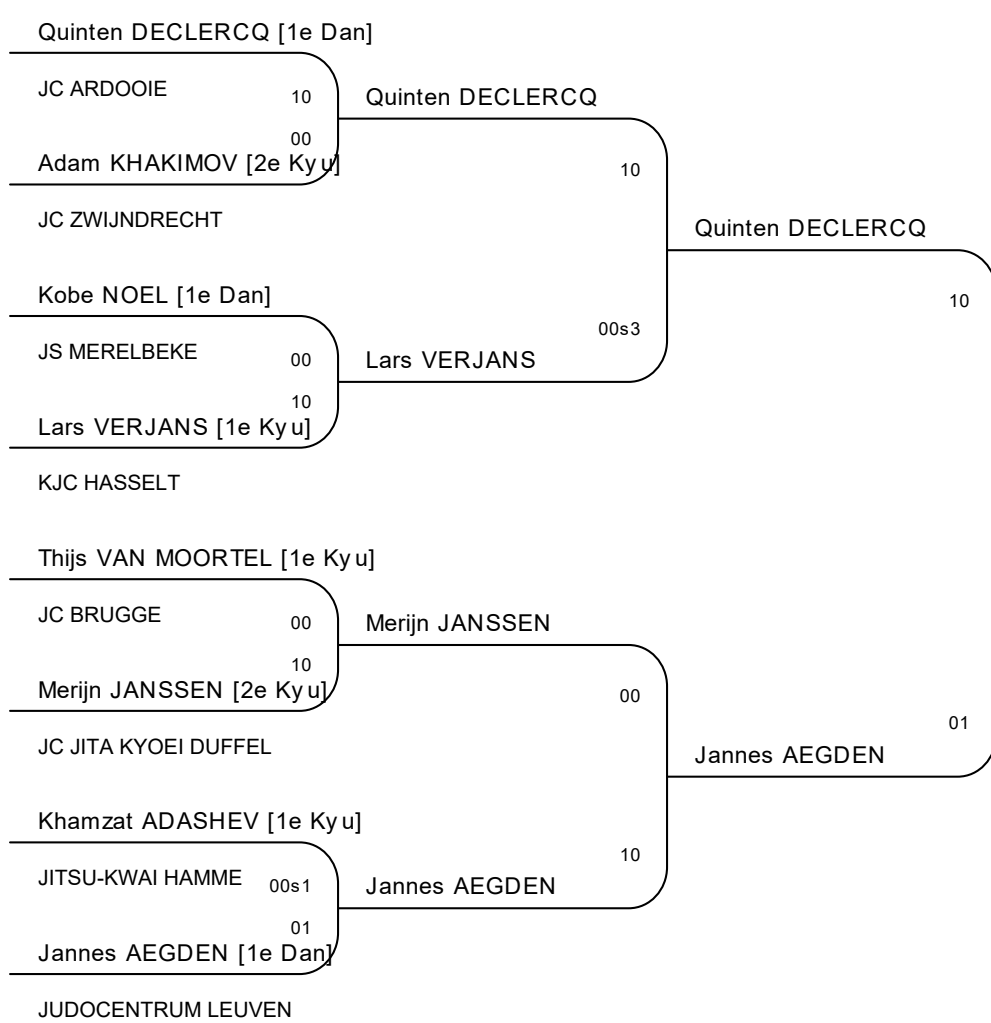 Quinten DECLERCQ [1e Dan]
JC ARDOOIE
10
Quinten DECLERCQ
00
Adam KHAKIMOV [2e Kyu]
10
JC ZWIJNDRECHT
Quinten DECLERCQ
Kobe NOEL [1e Dan]
10
00s3
JS MERELBEKE
00
Lars VERJANS
10
Lars VERJANS [1e Kyu]
KJC HASSELT
Thijs VAN MOORTEL [1e Kyu]
JC BRUGGE
00
Merijn JANSSEN
10
Merijn JANSSEN [2e Kyu]
00
01
JC JITA KYOEI DUFFEL
Jannes AEGDEN
Khamzat ADASHEV [1e Kyu]
10
JITSU-KWAI HAMME
00s1
Jannes AEGDEN
01
Jannes AEGDEN [1e Dan]
JUDOCENTRUM LEUVEN